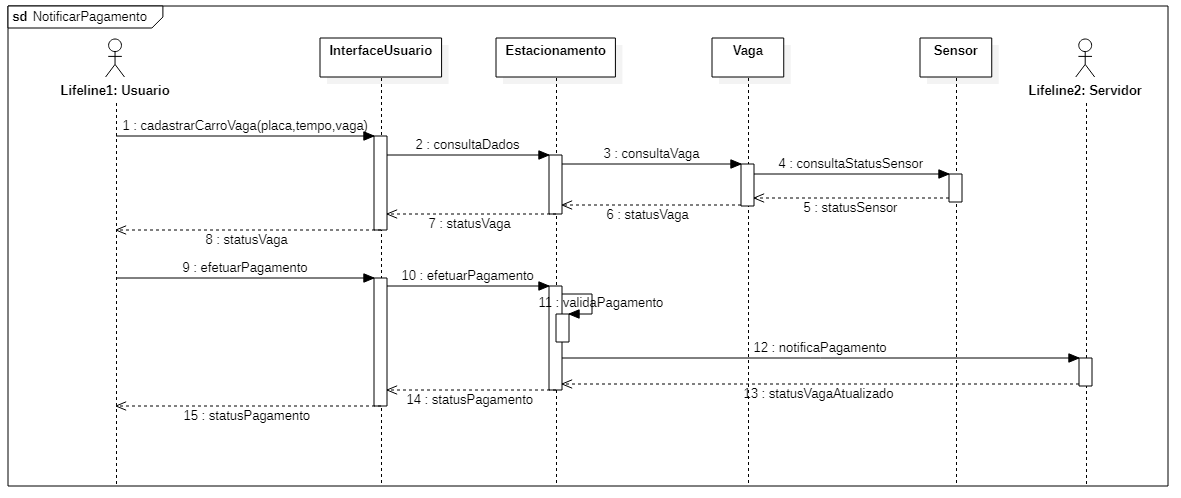 sd NotificarPagamento
Lifeline1: Usuario
InterfaceUsuario
Estacionamento
Vaga
Sensor
Lifeline2: Servidor
1 : cadastrarCarroVaga(placa,tempo,vaga)
2 : consultaDados
3 : consultaVaga
4 : consultaStatusSensor
5 : statusSensor
6 : statusVaga
7 : statusVaga
8 : statusVaga
9 : efetuarPagamento
10 : efetuarPagamento
11 : validaPagamento
12 : notificaPagamento
13 : statusVagaAtualizado
14 : statusPagamento
15 : statusPagamento